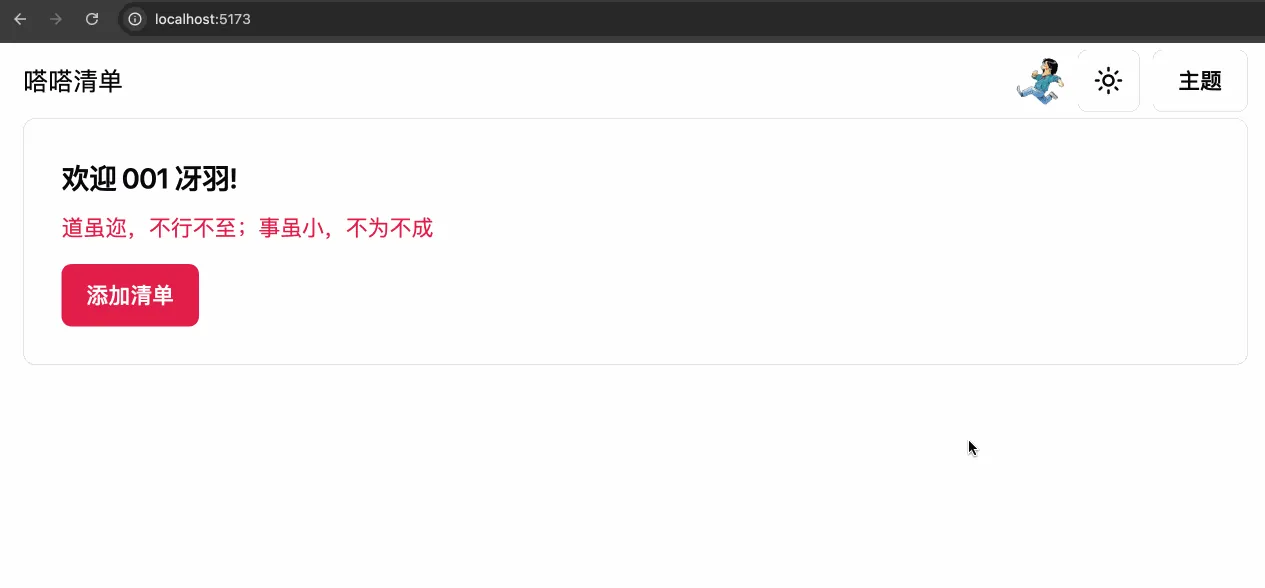 localhost:5173
嗒嗒清单
主题
欢迎 001 冴羽!
道虽迩，不行不至；事虽小，不为不成
添加清单